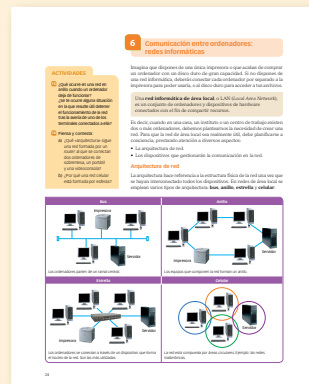 6
Comunicación entre ordenadores:
redes informáticas
Imagina que dispones de una única impresora o que acabas de comprar
un ordenador con un disco duro de gran capacidad. Si no dispones de
una red informática, deberás conectar cada ordenador por separado a la
impresora para poder usarla, o al disco duro para acceder a tus archivos.
Una red informática de área local, o LAN (Local Area Network),
es un conjunto de ordenadores y dispositivos de hardware
conectados con el fin de compartir recursos.
Es decir, cuando en una casa, un instituto o un centro de trabajo existen
dos o más ordenadores, debemos plantearnos la necesidad de crear una
red. Para que la red de área local sea realmente útil, debe planificarse a
conciencia, prestando atención a diversos aspectos:
• La arquitectura de red.
• Los dispositivos que gestionarán la comunicación en la red.
Arquitectura de red
La arquitectura hace referencia a la estructura física de la red una vez que
se hayan interconectado todos los dispositivos. En redes de área local se
emplean varios tipos de arquitectura: bus, anillo, estrella y celular.
ACTIVIDADES
¿Qué ocurre en una red en
anillo cuando un ordenador
deja de funcionar?
¿Se te ocurre alguna situación
en la que resulte útil detener
el funcionamiento de la red
tras la avería de uno de los
terminales conectados a ella?
Piensa y contesta:
a) ¿Qué arquitectura sigue
una red formada por un
router al que se conectan
dos ordenadores de
sobremesa, un portátil
y una videoconsola?
b) ¿Por qué una red celular
está formada por esferas?
Bus
Impresora
Servidor
Los ordenadores parten de un canal central.
Anillo
Impresora
Servidor
Los equipos que componen la red forman un anillo.
Estrella
Impresora
Servidor
Los ordenadores se conectan a través de un dispositivo que forma
el núcleo de la red. Son las más utilizadas.
Celular
Servidor
Impresora
La red está compuesta por áreas circulares. Ejemplo: las redes
inalámbricas.